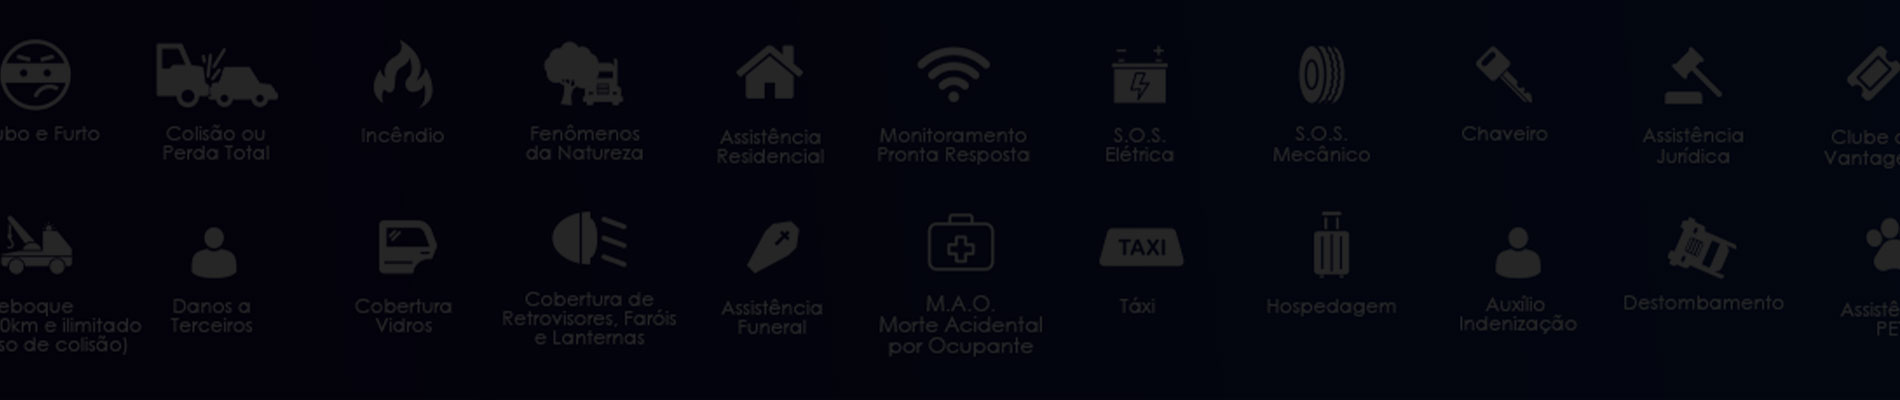 ubo e Furto
Colisão ou
Perda Total
Incêndio
Fenômenos
da Natureza
Assistência
Residencial
Monitoramento
Pronta Resposta
S.O.S.
Elétrica
S.O.S.
Mecânico
Chaveiro
Assistência
Jurídica
Clube
Vantage
eboque
0km e ilimitado
so de colisão)
Danos a
Terceiros
Cobertura
Vidros
Cobertura de
Retrovisores, Faróis
e Lanternas
Assistência
Funeral
M.A.O.
Morte Acidental
por Ocupante
TAXI
Táxi
Hospedagem
Auxílio
Indenização
Destombamento
Assistê
PE